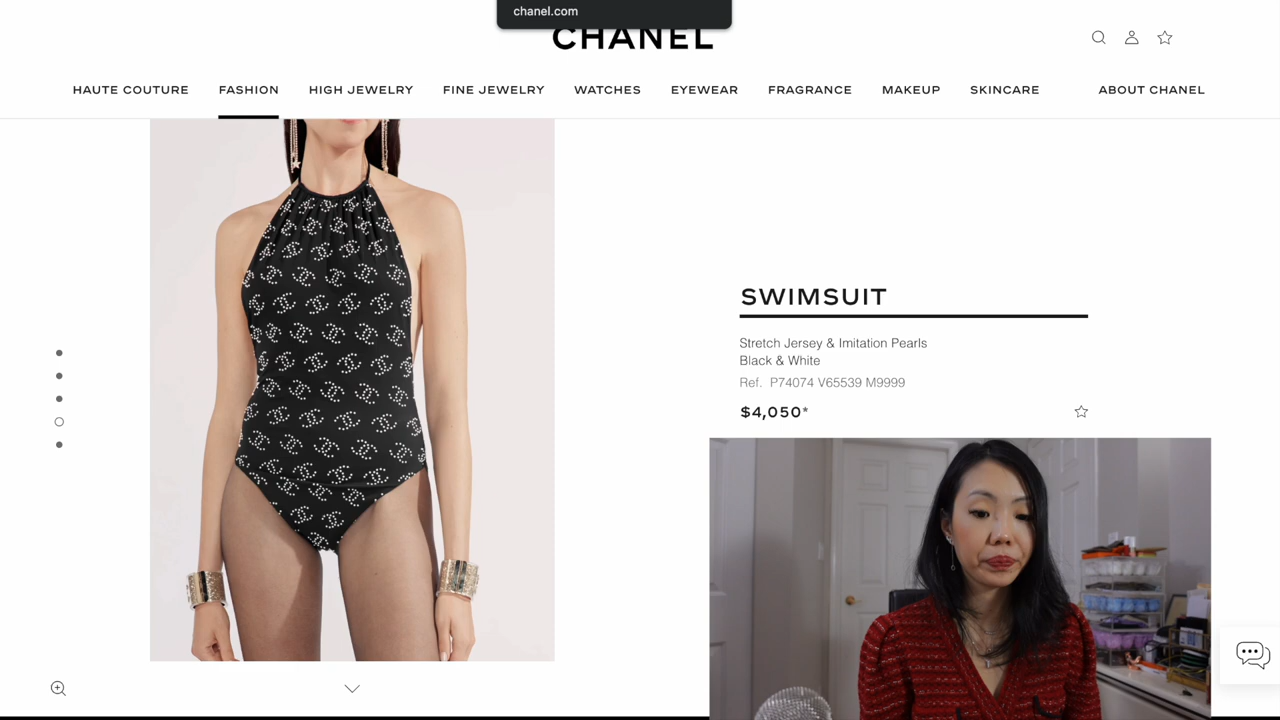 chanel.com
CHANEL
HAUTE COUTURE
FASHION
HIGH JEWELRY
FINE JEWELRY
WATCHES
EYEWEAR
FRAGRANCE
MAKEUP
SKINCARE
ABOUT CHANEL
SWIMSUIT
Stretch Jersey & Imitation Pearls
Black & White
Ref. P74074 V65539 M9999
$4,050*